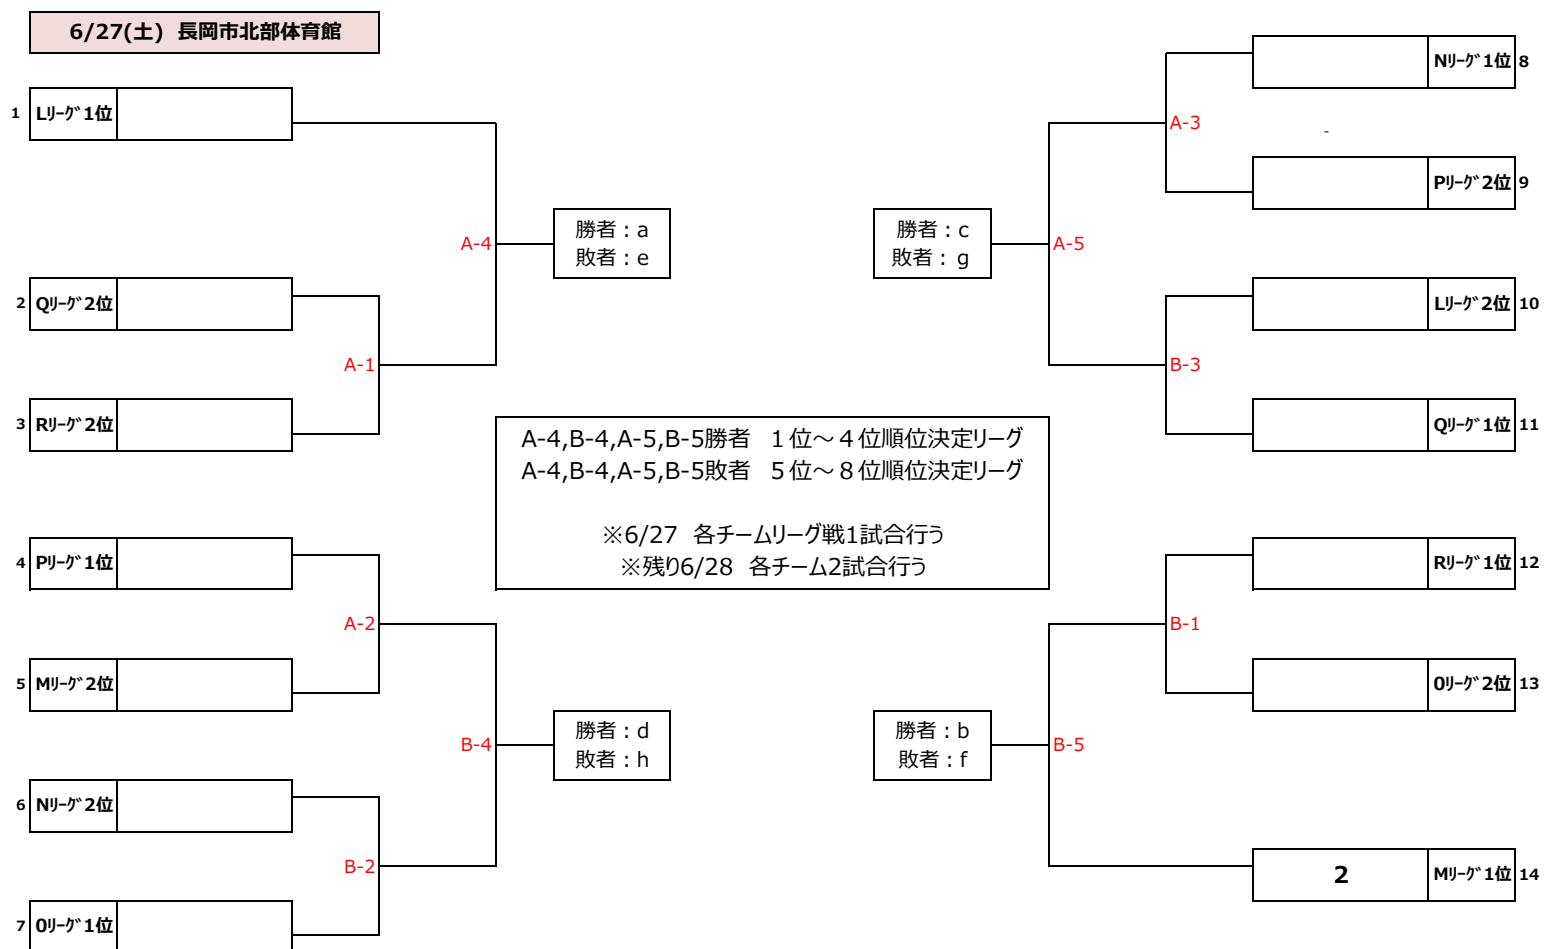 6/27(土) 長岡市北部体育館
1 Lﾘｰｸﾞ1位
2 Qﾘｰｸﾞ2位
3 Rﾘｰｸﾞ2位
4 Pﾘｰｸﾞ1位
5 Mﾘｰｸﾞ2位
6 Nﾘｰｸﾞ2位
7 Oﾘｰｸﾞ1位
A-1
A-2
B-2
A-4
B-4
勝者：a
敗者：e
勝者：d
敗者：h
A-4,B-4,A-5,B-5勝者　１位～４位順位決定リーグ
A-4,B-4,A-5,B-5敗者　５位～８位順位決定リーグ
※6/27　各チームリーグ戦1試合行う
※残り6/28　各チーム2試合行う
勝者：c
敗者：g
勝者：b
敗者：f
A-5
B-5
A-3
B-3
B-1
-
Nﾘｰｸﾞ1位 8
Pﾘｰｸﾞ2位 9
Lﾘｰｸﾞ2位 10
Qﾘｰｸﾞ1位 11
Rﾘｰｸﾞ1位 12
Oﾘｰｸﾞ2位 13
2 Mﾘｰｸﾞ1位 14